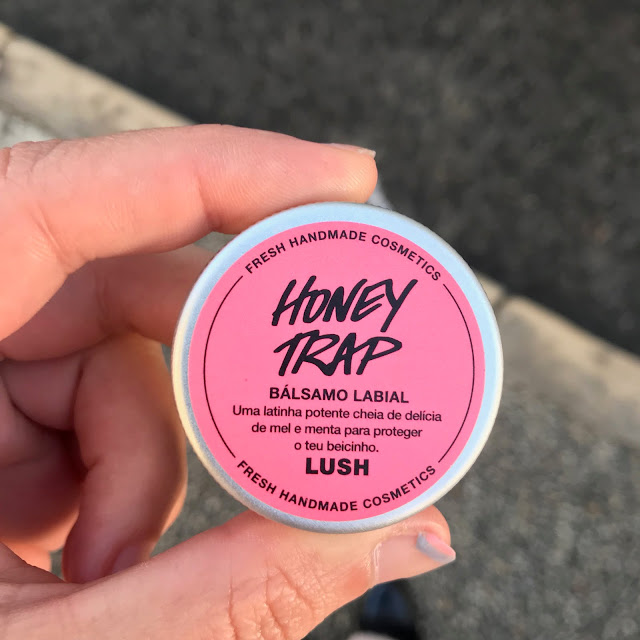 FRESH HANDMADE COSMETICS
HONEY
TRAP
BÁLSAMO LABIAL
Uma latinha potente cheia de delícia
de mel e menta para proteger
o teu beicinho.
LUSH
FRESH HANDMADE COSMETICS